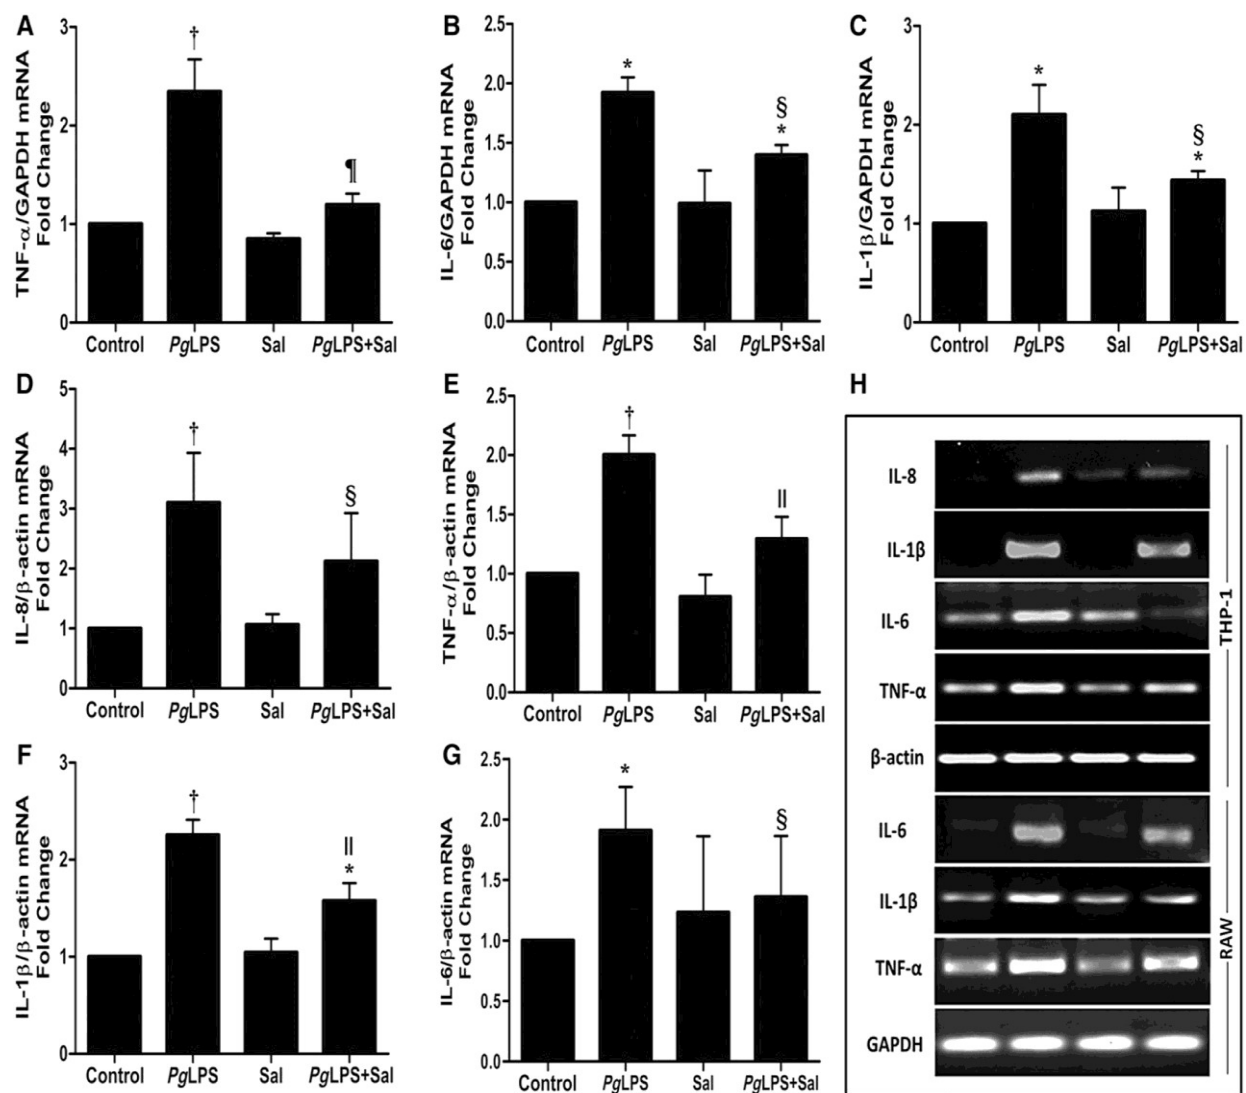 A
TNF-α/GAPDH mRNA
Fold Change
3
2
1
0
†
¶
Control PgLPS Sal PgLPS+Sal
B
IL-6/GAPDH mRNA
Fold Change
2.5
2.0
1.5
1.0
0.5
0.0
*
§
*
Control PgLPS Sal PgLPS+Sal
C
IL-1β/GAPDH mRNA
Fold Change
3
2
1
0
*
§
*
Control PgLPS Sal PgLPS+Sal
D
IL-8/β-actin mRNA
Fold Change
5
4
3
2
1
0
†
§
Control PgLPS Sal PgLPS+Sal
E
TNF-α/β-actin mRNA
Fold Change
2.5
2.0
1.5
1.0
0.5
0.0
†
||
Control PgLPS Sal PgLPS+Sal
F
IL-1β/β-actin mRNA
Fold Change
3
2
1
0
†
||
*
Control PgLPS Sal PgLPS+Sal
G
IL-6/β-actin mRNA
Fold Change
2.5
2.0
1.5
1.0
0.5
0.0
*
§
Control PgLPS Sal PgLPS+Sal
H
IL-8
IL-1β
IL-6
TNF-α
β-actin
THP-1
IL-6
IL-1β
TNF-α
GAPDH
RAW